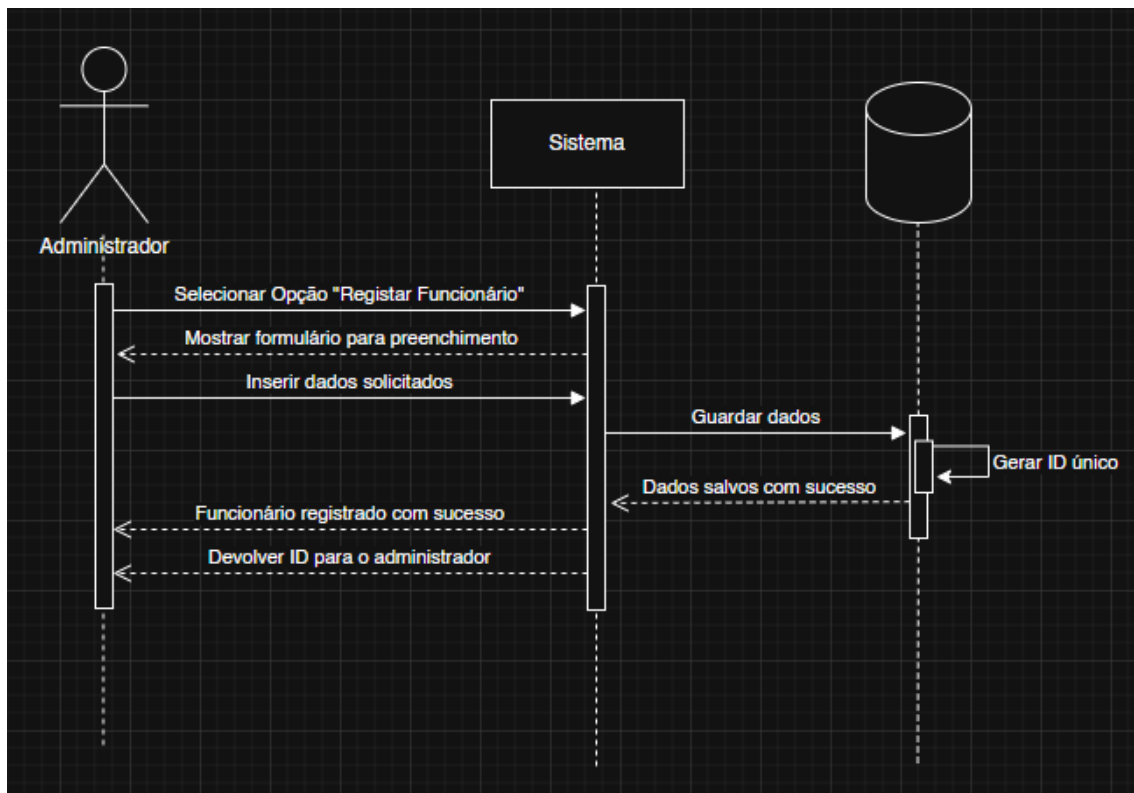 Sistema
Administrador
Selecionar Opção "Registar Funcionário"
Mostrar formulário para preenchimento
Inserir dados solicitados
Guardar dados
Gerar ID único
Dados salvos com sucesso
Funcionário registrado com sucesso
Devolver ID para o administrador